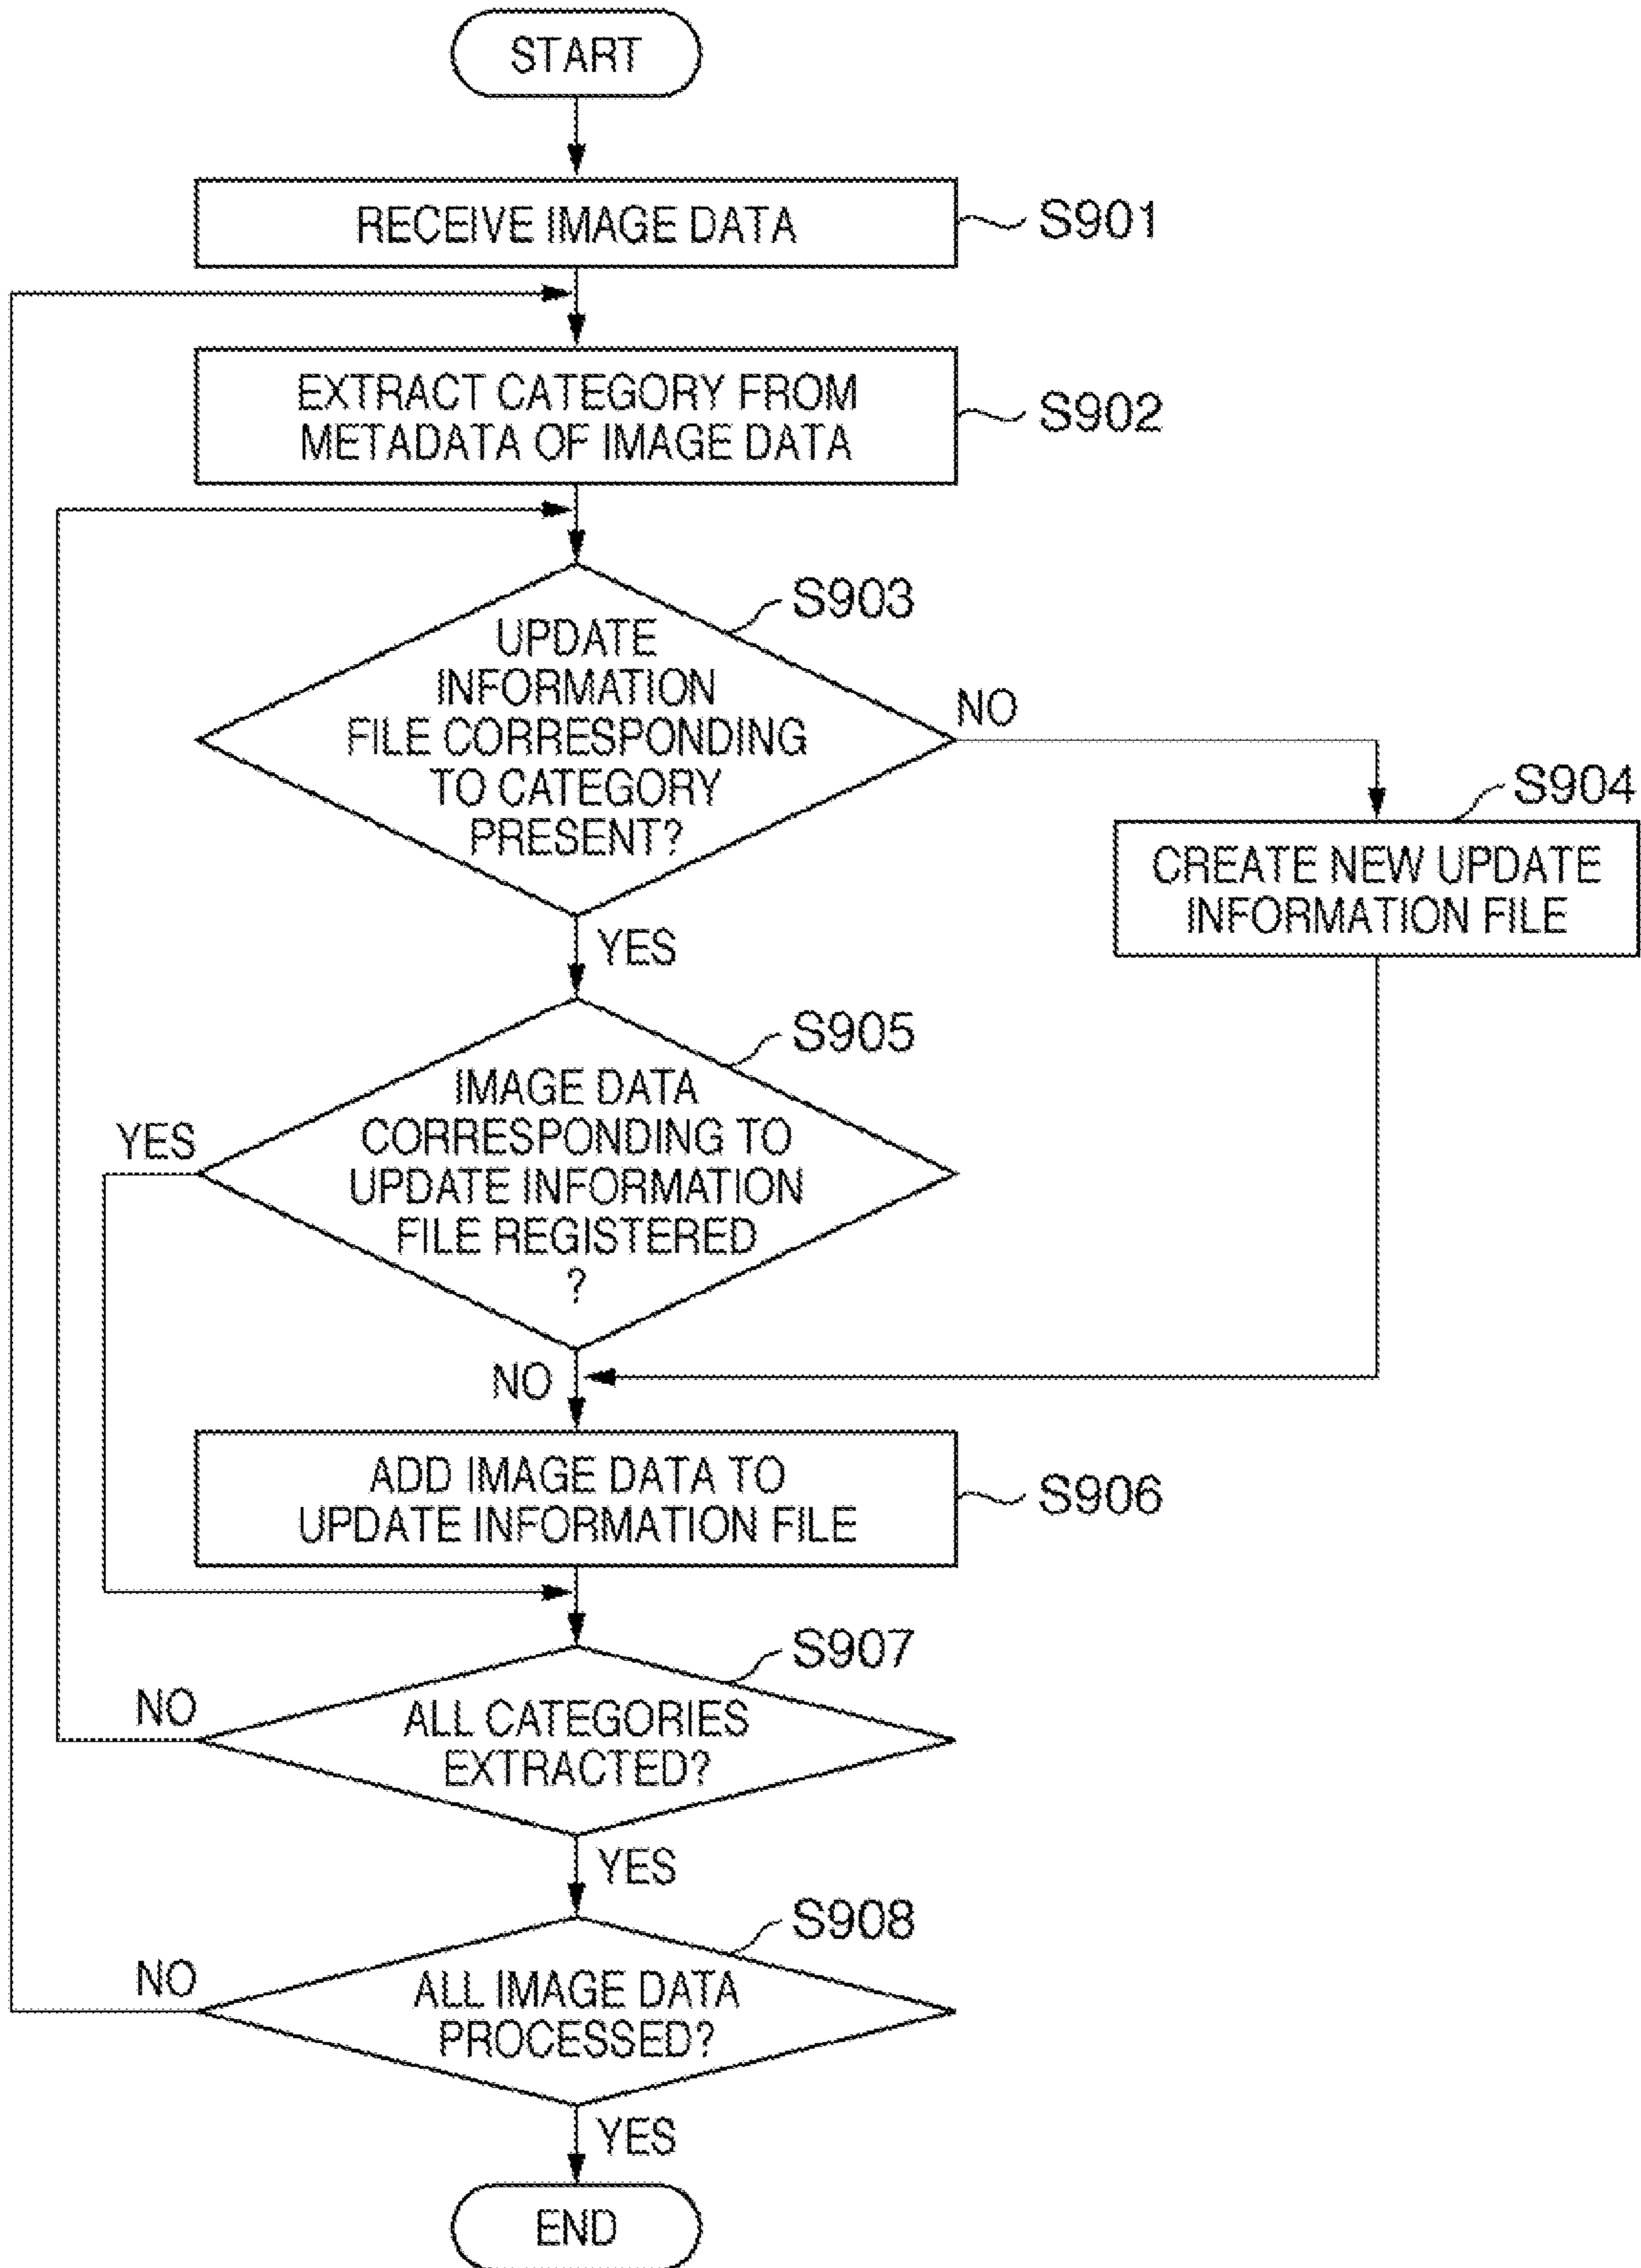 START
RECEIVE IMAGE DATA
S901
EXTRACT CATEGORY FROM
METADATA OF IMAGE DATA
S902
S903
UPDATE
INFORMATION
FILE CORRESPONDING
TO CATEGORY
PRESENT?
NO
YES
S904
CREATE NEW UPDATE
INFORMATION FILE
S905
IMAGE DATA
CORRESPONDING TO
UPDATE INFORMATION
FILE REGISTERED
?
YES
NO
ADD IMAGE DATA TO
UPDATE INFORMATION FILE
S906
S907
ALL CATEGORIES
EXTRACTED?
NO
YES
S908
ALL IMAGE DATA
PROCESSED?
NO
YES
END